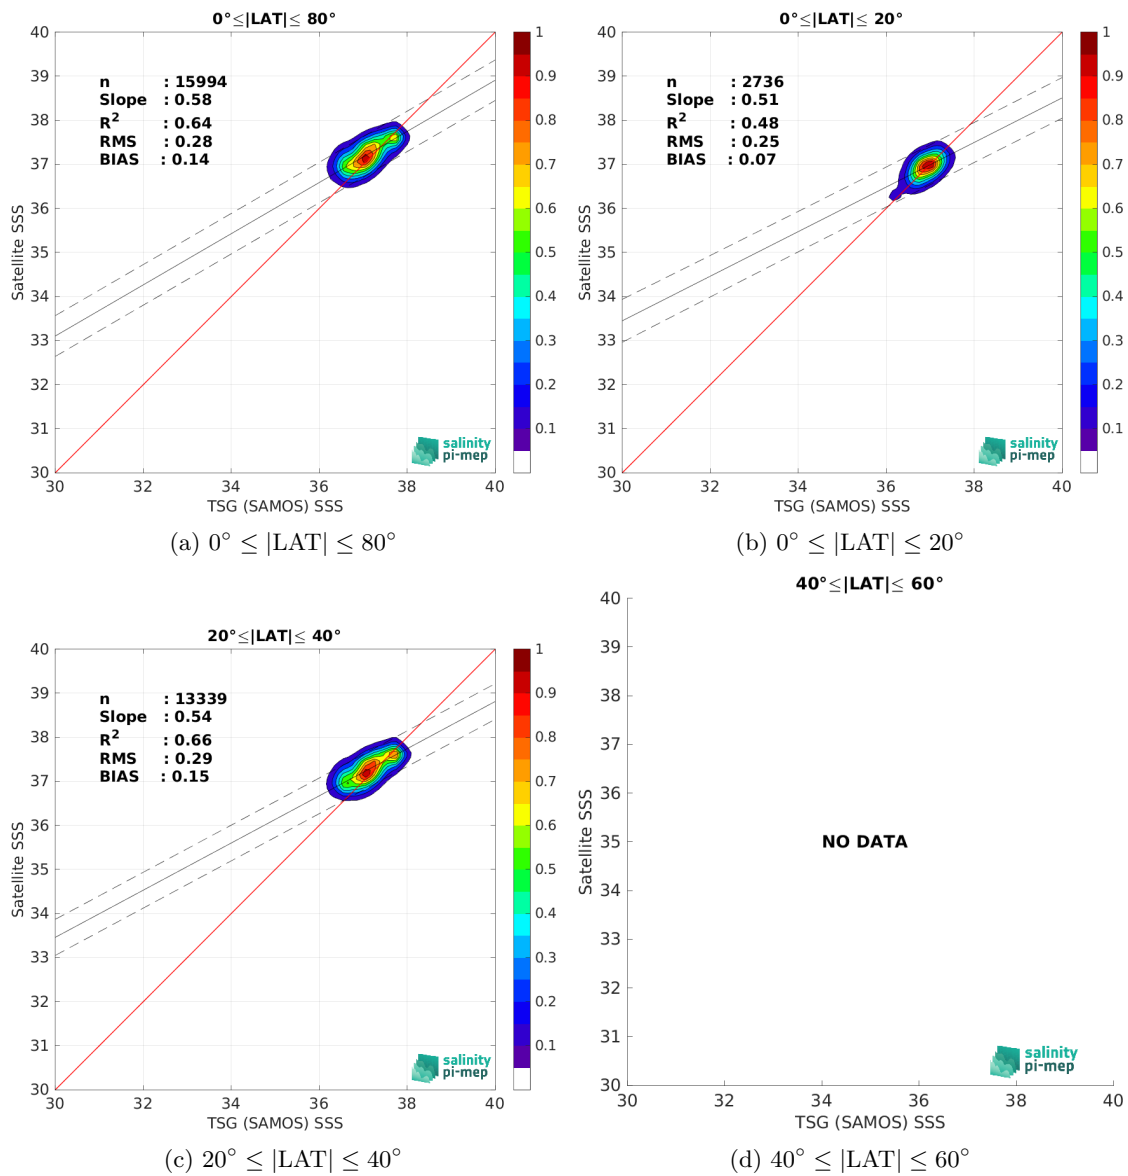 0°≤|LAT|≤ 80°
40
39
38
37
36
35
34
33
32
31
30
Satellite SSS
n : 15994
Slope : 0.58
R² : 0.64
RMS : 0.28
BIAS : 0.14
1
0.9
0.8
0.7
0.6
0.5
0.4
0.3
0.2
0.1
salinity
pi-mep
30 32 34 36 38 40
TSG (SAMOS) SSS
(a) 0° ≤ |LAT| ≤ 80°
0°≤|LAT|≤ 20°
40
39
38
37
36
35
34
33
32
31
30
Satellite SSS
n : 2736
Slope : 0.51
R² : 0.48
RMS : 0.25
BIAS : 0.07
1
0.9
0.8
0.7
0.6
0.5
0.4
0.3
0.2
0.1
salinity
pi-mep
30 32 34 36 38 40
TSG (SAMOS) SSS
(b) 0° ≤ |LAT| ≤ 20°
20°≤|LAT|≤ 40°
40
39
38
37
36
35
34
33
32
31
30
Satellite SSS
n : 13339
Slope : 0.54
R² : 0.66
RMS : 0.29
BIAS : 0.15
1
0.9
0.8
0.7
0.6
0.5
0.4
0.3
0.2
0.1
salinity
pi-mep
30 32 34 36 38 40
TSG (SAMOS) SSS
(c) 20° ≤ |LAT| ≤ 40°
40°≤|LAT|≤ 60°
40
39
38
37
36
35
34
33
32
31
30
Satellite SSS
NO DATA
salinity
pi-mep
30 32 34 36 38 40
TSG (SAMOS) SSS
(d) 40° ≤ |LAT| ≤ 60°